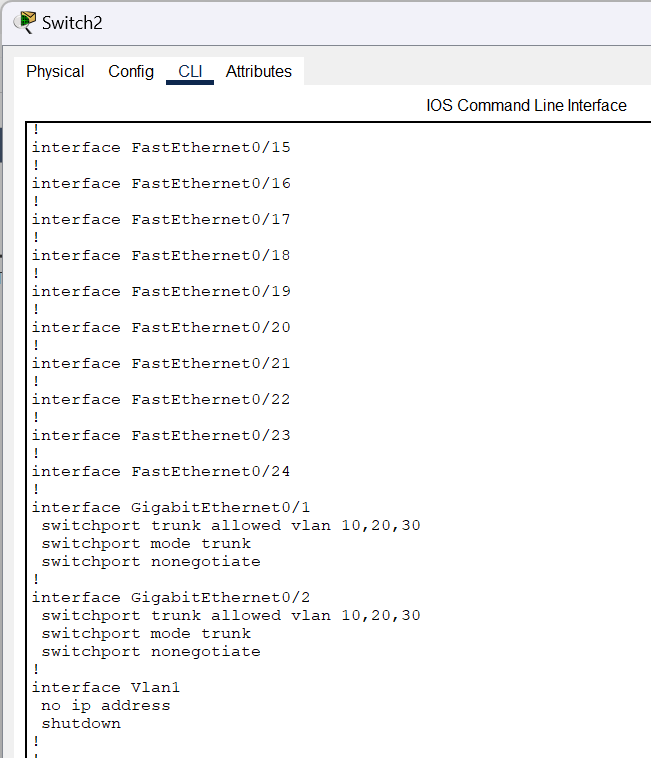 Switch2
Physical Config CLI Attributes
IOS Command Line Interface
!
interface FastEthernet0/15
!
interface FastEthernet0/16
!
interface FastEthernet0/17
!
interface FastEthernet0/18
!
interface FastEthernet0/19
!
interface FastEthernet0/20
!
interface FastEthernet0/21
!
interface FastEthernet0/22
!
interface FastEthernet0/23
!
interface FastEthernet0/24
!
interface GigabitEthernet0/1
 switchport trunk allowed vlan 10,20,30
 switchport mode trunk
 switchport nonegotiate
!
interface GigabitEthernet0/2
 switchport trunk allowed vlan 10,20,30
 switchport mode trunk
 switchport nonegotiate
!
interface Vlan1
 no ip address
 shutdown
!
!